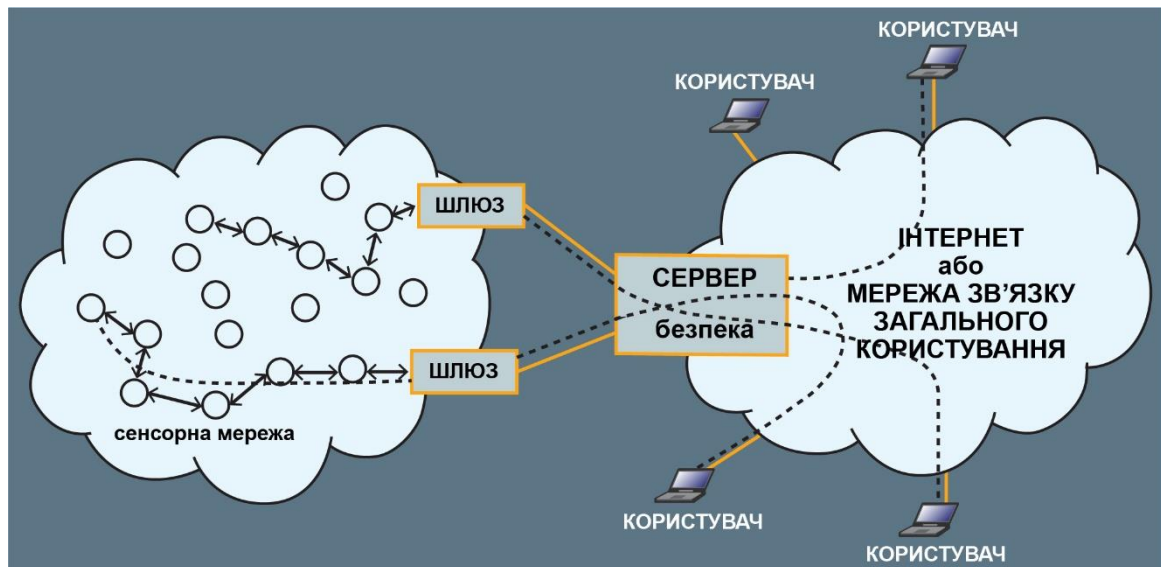 КОРИСТУВАЧ
КОРИСТУВАЧ
ШЛЮЗ
СЕРВЕР
безпека
ІНТЕРНЕТ
або
МЕРЕЖА ЗВ’ЯЗКУ
ЗАГАЛЬНОГО
КОРИСТУВАННЯ
ШЛЮЗ
сенсорна мережа
КОРИСТУВАЧ
КОРИСТУВАЧ